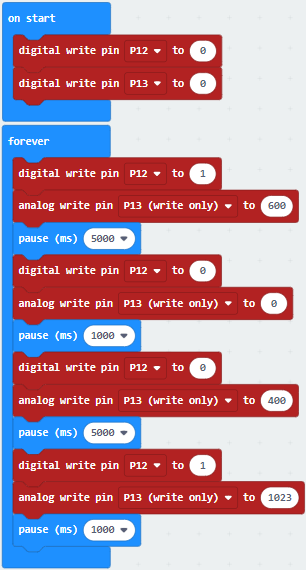 on start
digital write pin P12 to 0
digital write pin P13 to 0
forever
digital write pin P12 to 1
analog write pin P13 (write only) to 600
pause (ms) 5000
digital write pin P12 to 0
analog write pin P13 (write only) to 0
pause (ms) 1000
digital write pin P12 to 0
analog write pin P13 (write only) to 400
pause (ms) 5000
digital write pin P12 to 1
analog write pin P13 (write only) to 1023
pause (ms) 1000